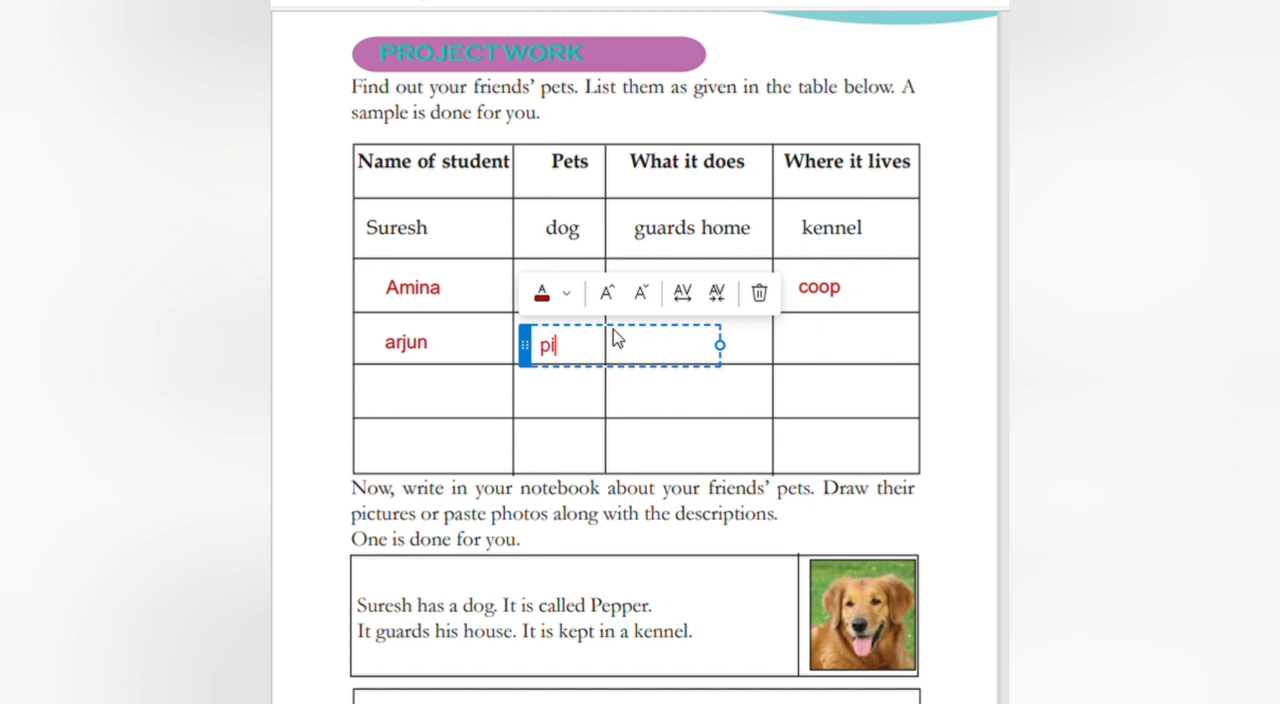 PROJECT WORK
Find out your friends' pets. List them as given in the table below. A
sample is done for you.
Name of student Pets What it does Where it lives
Suresh dog guards home kennel
Amina coop
arjun pi
Now, write in your notebook about your friends' pets. Draw their
pictures or paste photos along with the descriptions.
One is done for you.
Suresh has a dog. It is called Pepper.
It guards his house. It is kept in a kennel.